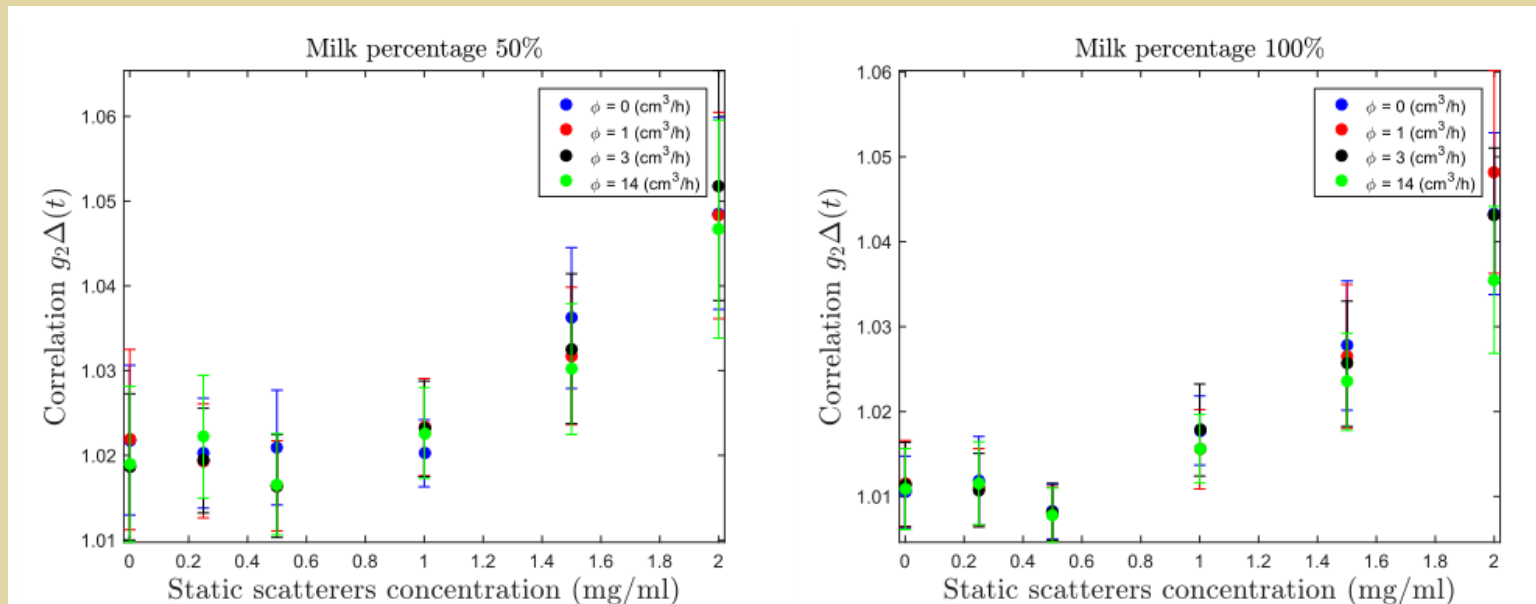 Milk percentage 50%
1.06
1.05
1.04
1.03
1.02
1.01
Correlation g₂Δ(t)
ϕ = 0 (cm³/h)
ϕ = 1 (cm³/h)
ϕ = 3 (cm³/h)
ϕ = 14 (cm³/h)
0 0.2 0.4 0.6 0.8 1 1.2 1.4 1.6 1.8 2
Static scatterers concentration (mg/ml)
Milk percentage 100%
1.06
1.05
1.04
1.03
1.02
1.01
Correlation g₂Δ(t)
ϕ = 0 (cm³/h)
ϕ = 1 (cm³/h)
ϕ = 3 (cm³/h)
ϕ = 14 (cm³/h)
0 0.2 0.4 0.6 0.8 1 1.2 1.4 1.6 1.8 2
Static scatterers concentration (mg/ml)